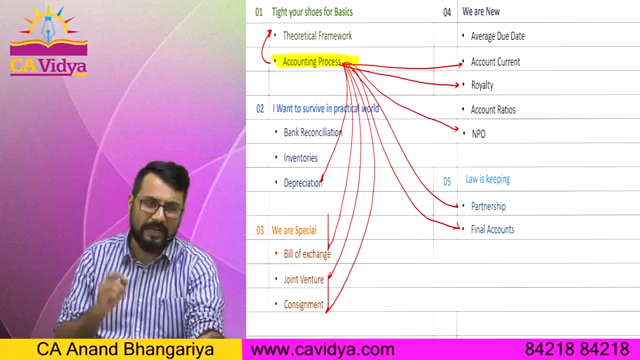 CA Vidya
01 Tight your shoes for Basics
• Theoretical Framework
• Accounting Process
02 I Want to survive in practical world
Bank Reconciliation
Inventories
Depreciation
03 We are Special
• Bill of exchange
• Joint Venture
• Consignment
04 We are New
• Average Due Date
• Account Current
• Royalty
Account Ratios
• NPO
05 Law is keeping
• Partnership
• Final Accounts
CA Anand Bhangariya www.cavidya.com 84218 84218